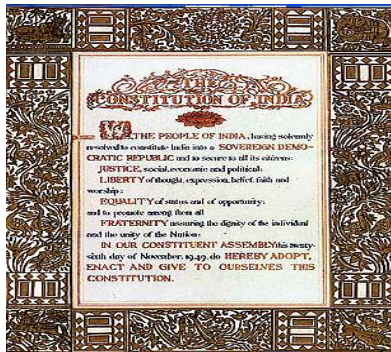 THE
CONSTITUTION OF INDIA
WE, THE PEOPLE OF INDIA, having solemnly
resolved to constitute India into a SOVEREIGN DEMO-
CRATIC REPUBLIC and to secure to all its citizens:
JUSTICE, social, economic and political;
LIBERTY of thought, expression, belief, faith and
worship;
EQUALITY of status and of opportunity;
and to promote among them all
FRATERNITY assuring the dignity of the individual
and the unity of the Nation;
IN OUR CONSTITUENT ASSEMBLY this twenty-
sixth day of November, 1949, do HEREBY ADOPT,
ENACT AND GIVE TO OURSELVES THIS
CONSTITUTION.